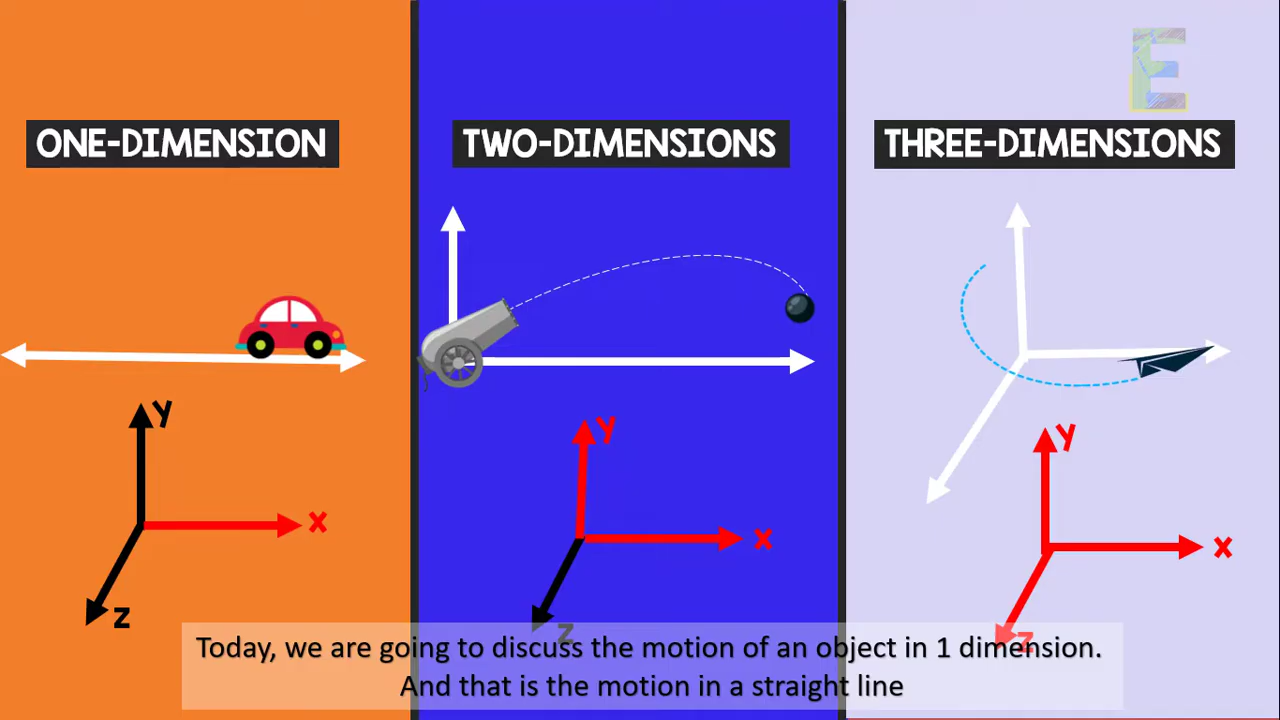 E
ONE-DIMENSION
TWO-DIMENSIONS
THREE-DIMENSIONS
y
x
z
y
x
z
y
x
z
Today, we are going to discuss the motion of an object in 1 dimension.
And that is the motion in a straight line